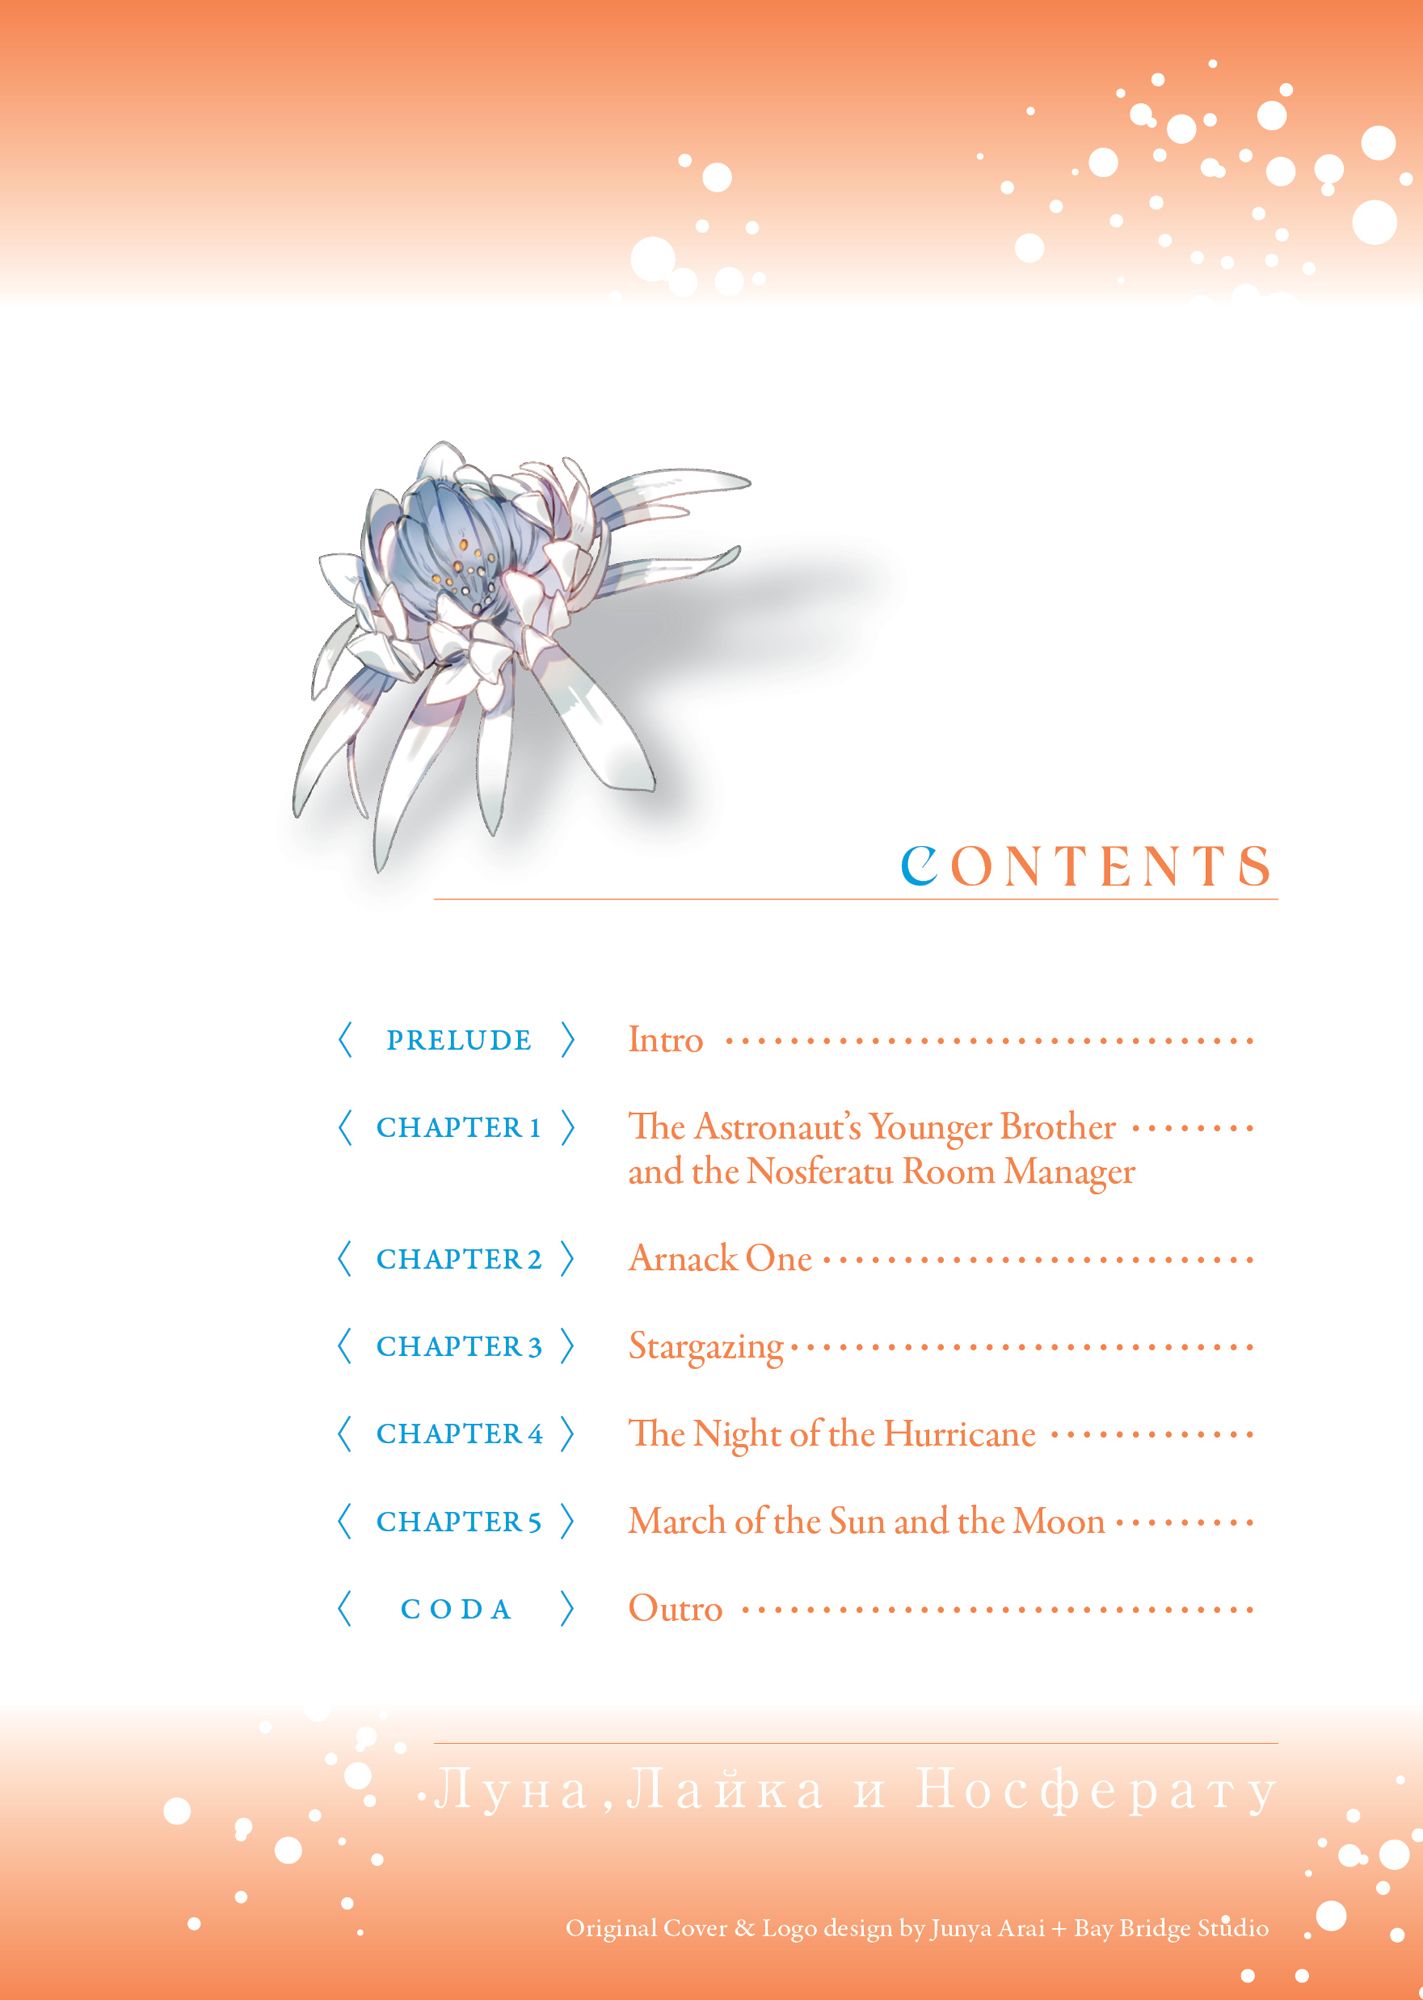 CONTENTS
〈 PRELUDE 〉 Intro ·································
〈 CHAPTER 1 〉 The Astronaut’s Younger Brother ········
and the Nosferatu Room Manager
〈 CHAPTER 2 〉 Arnack One ···························
〈 CHAPTER 3 〉 Stargazing ·····························
〈 CHAPTER 4 〉 The Night of the Hurricane ·············
〈 CHAPTER 5 〉 March of the Sun and the Moon ·········
〈 CODA 〉 Outro ································
Луна, Лайка и Носферату
Original Cover & Logo design by Junya Arai + Bay Bridge Studio